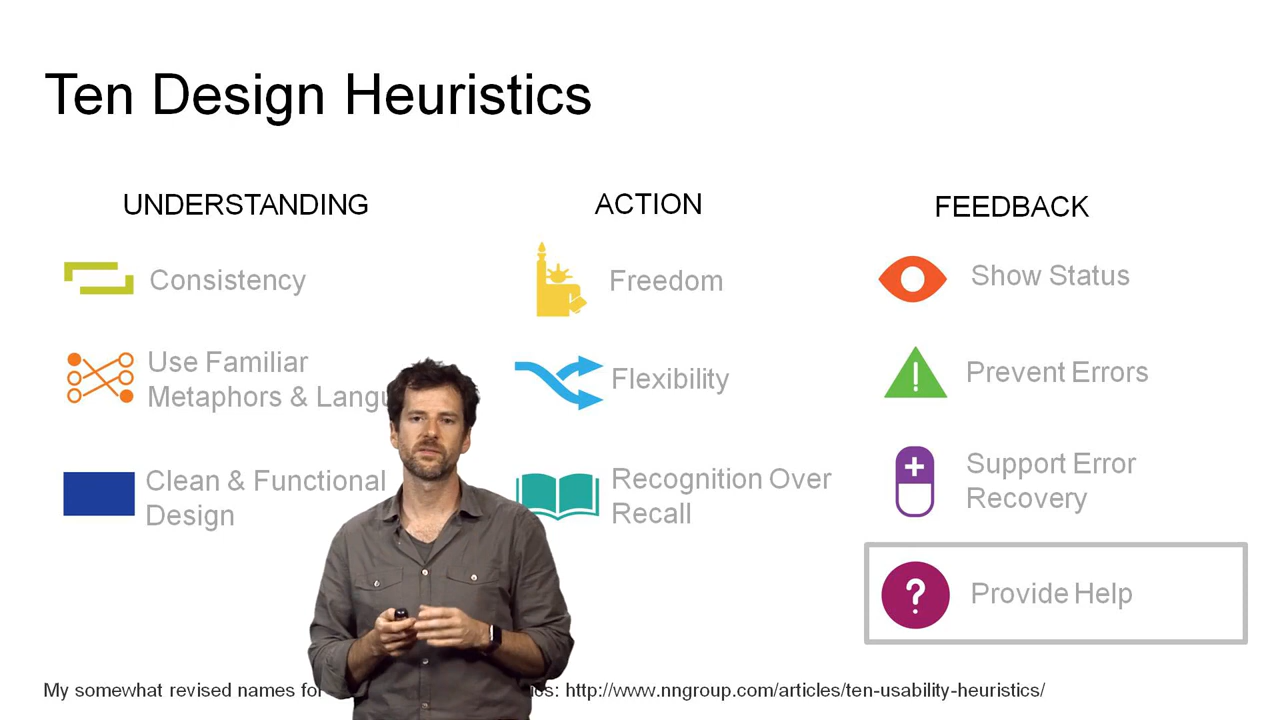 Ten Design Heuristics
UNDERSTANDING
Consistency
Use Familiar
Metaphors &
Clean & Functional
Design
ACTION
Freedom
Flexibility
Recognition Over
Recall
FEEDBACK
Show Status
Prevent Errors
Support Error
Recovery
Provide Help
My somewhat revised names for http://www.nngroup.com/articles/ten-usability-heuristics/